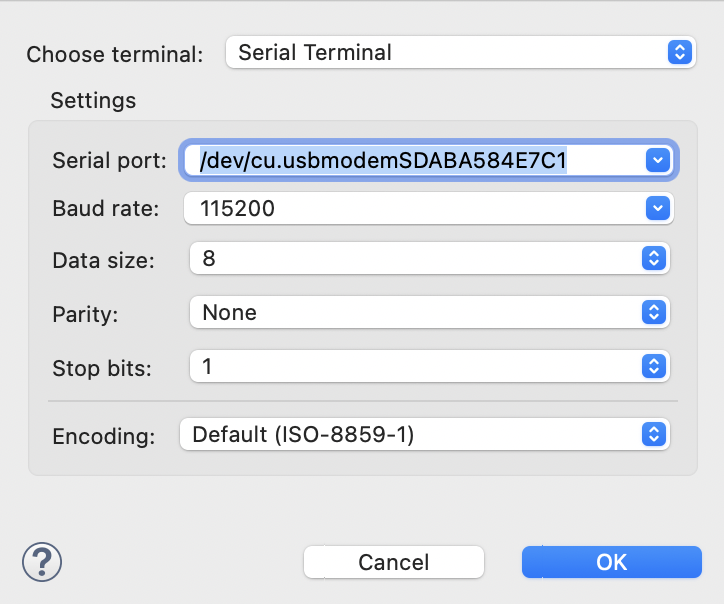 Choose terminal: Serial Terminal
Settings
Serial port: /dev/cu.usbmodemSDABA584E7C1
Baud rate: 115200
Data size: 8
Parity: None
Stop bits: 1
Encoding: Default (ISO-8859-1)
? Cancel OK